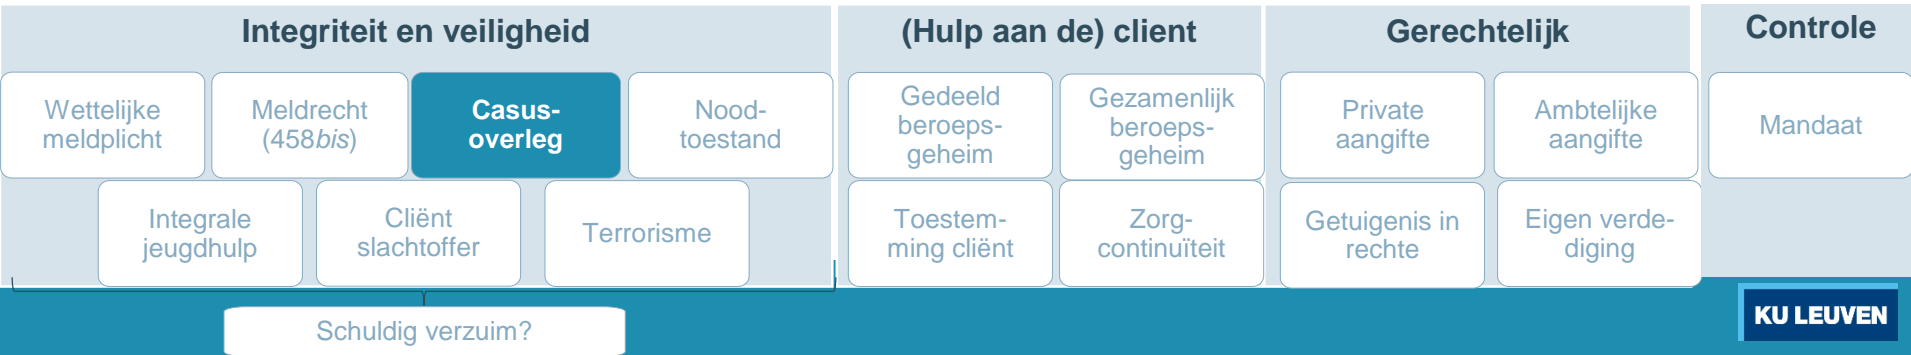 Integriteit en veiligheid
(Hulp aan de) client
Gerechtelijk
Controle
Wettelijke
meldplicht
Meldrecht
(458bis)
Casus-
overleg
Nood-
toestand
Gedeeld
beroeps-
geheim
Gezamenlijk
beroeps-
geheim
Private
aangifte
Ambtelijke
aangifte
Mandaat
Integrale
jeugdhulp
Cliënt
slachtoffer
Terrorisme
Toestem-
ming cliënt
Zorg-
continuïteit
Getuigenis in
rechte
Eigen verde-
diging
Schuldig verzuim?
KU LEUVEN